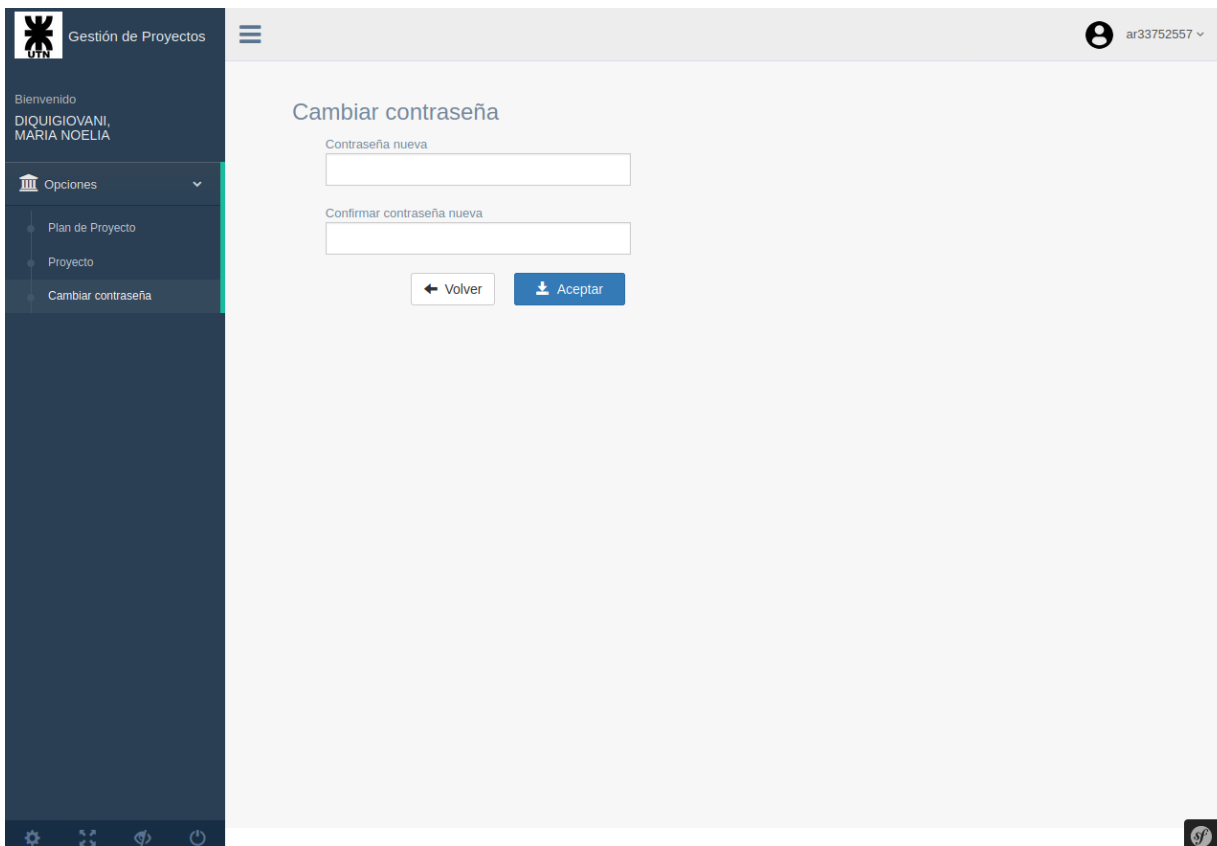 UTN
Gestión de Proyectos
ar33752557
Bienvenido
DIQUIGIOVANI,
MARIA NOELIA
Opciones
Plan de Proyecto
Proyecto
Cambiar contraseña
Cambiar contraseña
Contraseña nueva
Confirmar contraseña nueva
Volver
Aceptar
sf